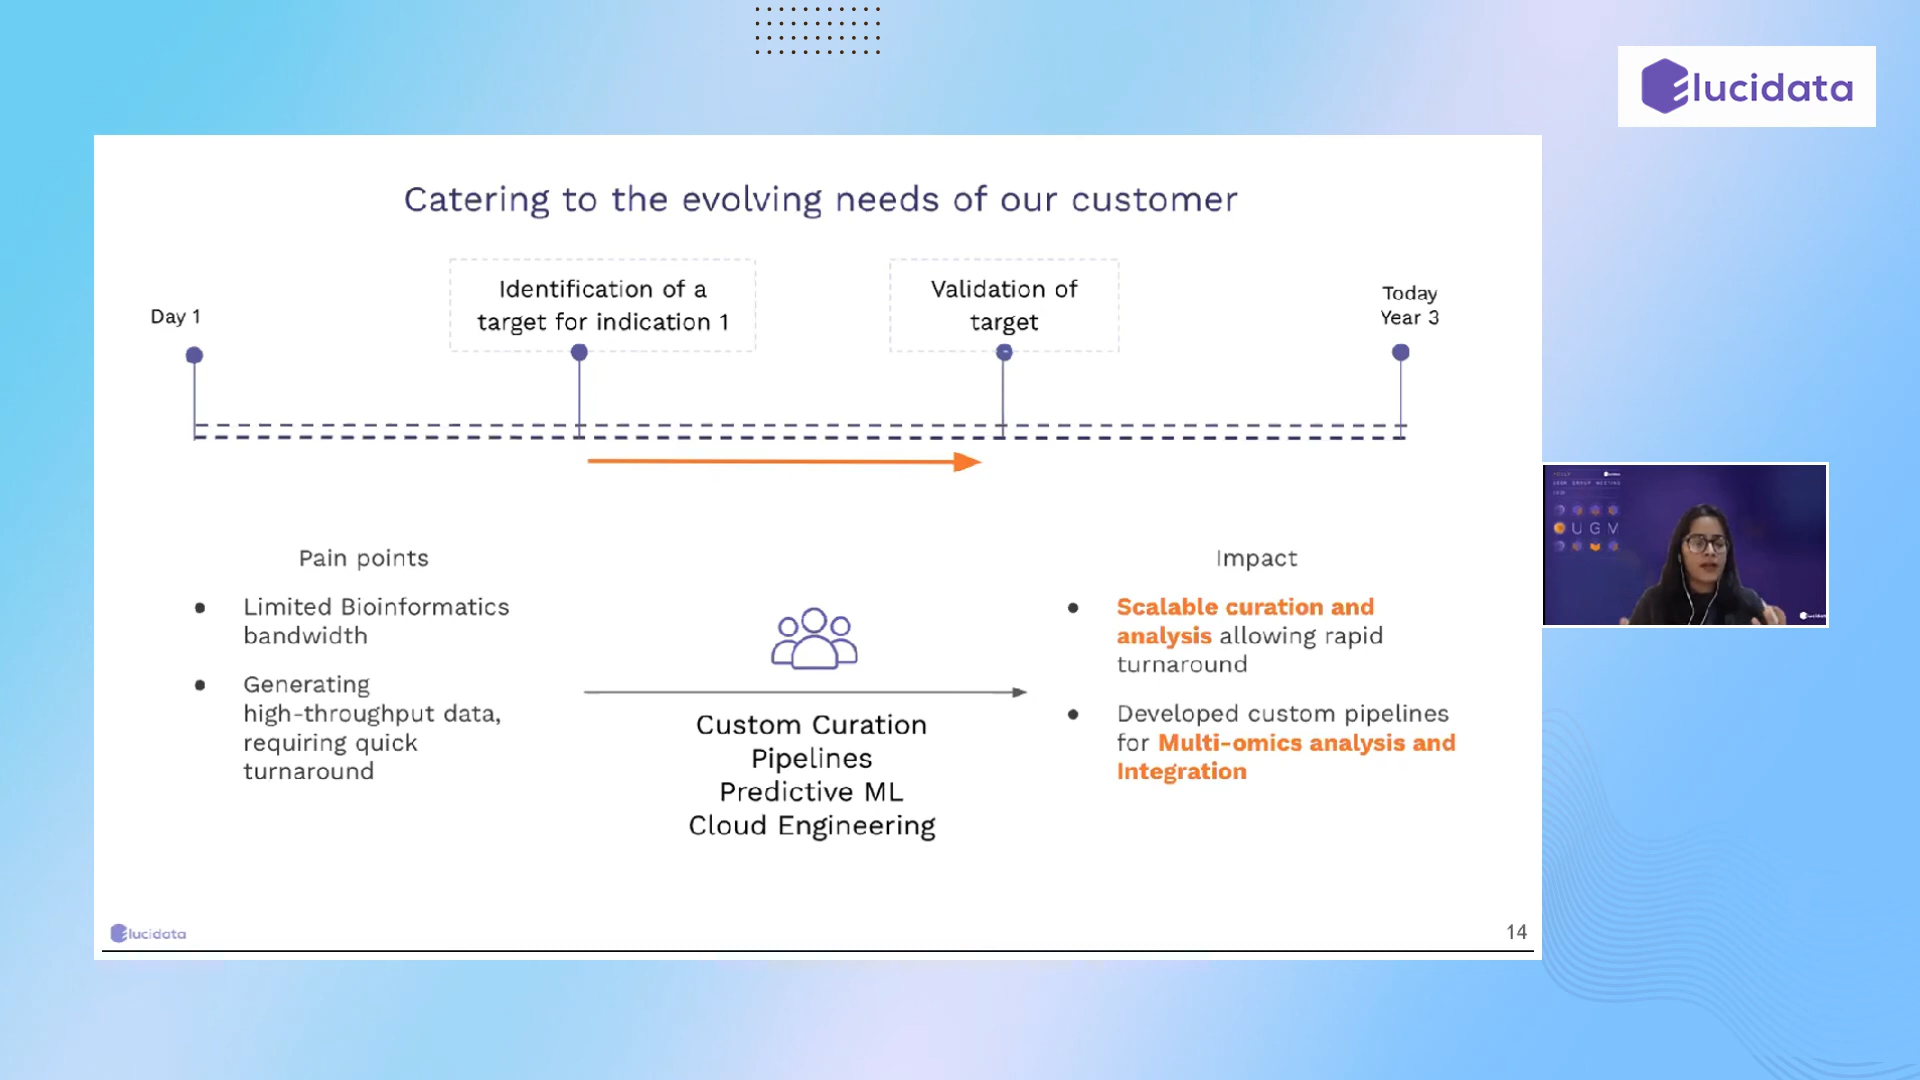 Elucidata
Catering to the evolving needs of our customer
Day 1
Identification of a
target for indication 1
Validation of
target
Today
Year 3
Pain points
● Limited Bioinformatics
bandwidth
● Generating
high-throughput data,
requiring quick
turnaround
Custom Curation
Pipelines
Predictive ML
Cloud Engineering
Impact
● Scalable curation and
analysis allowing rapid
turnaround
● Developed custom pipelines
for Multi-omics analysis and
Integration
USER GROUP MEETING
U G M
Elucidata
14